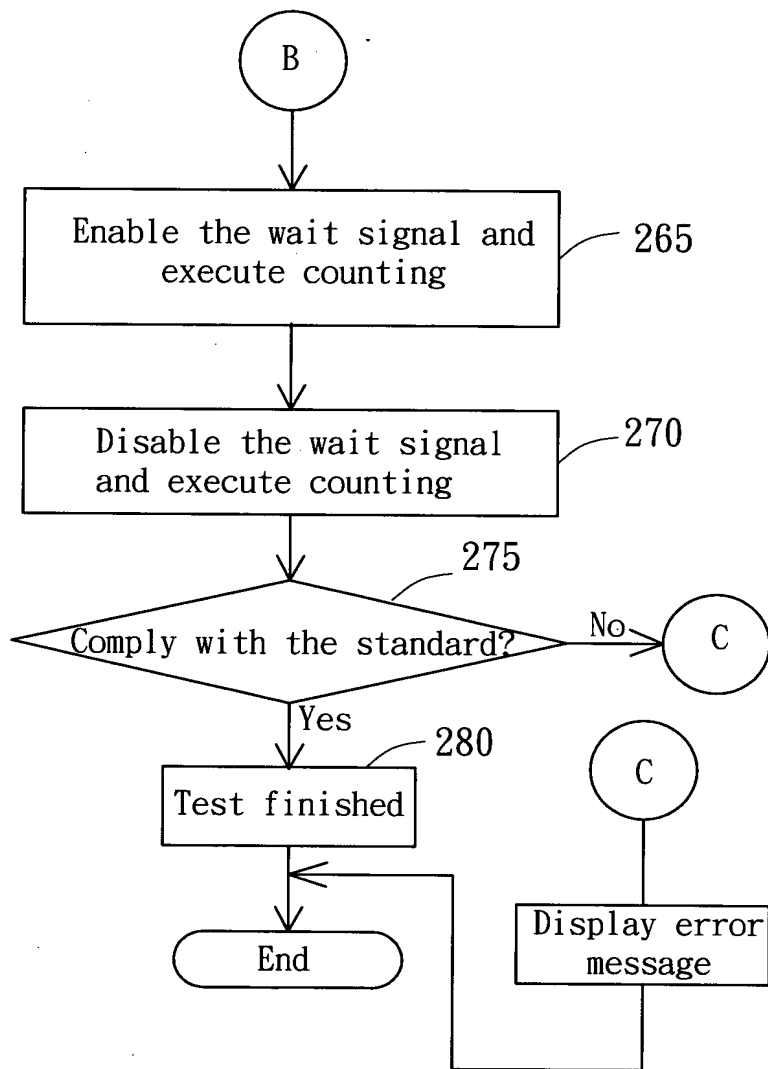 B
Enable the wait signal and
execute counting
265
Disable the wait signal
and execute counting
270
275
Comply with the standard?
No
C
Yes
280
Test finished
C
Display error
message
End